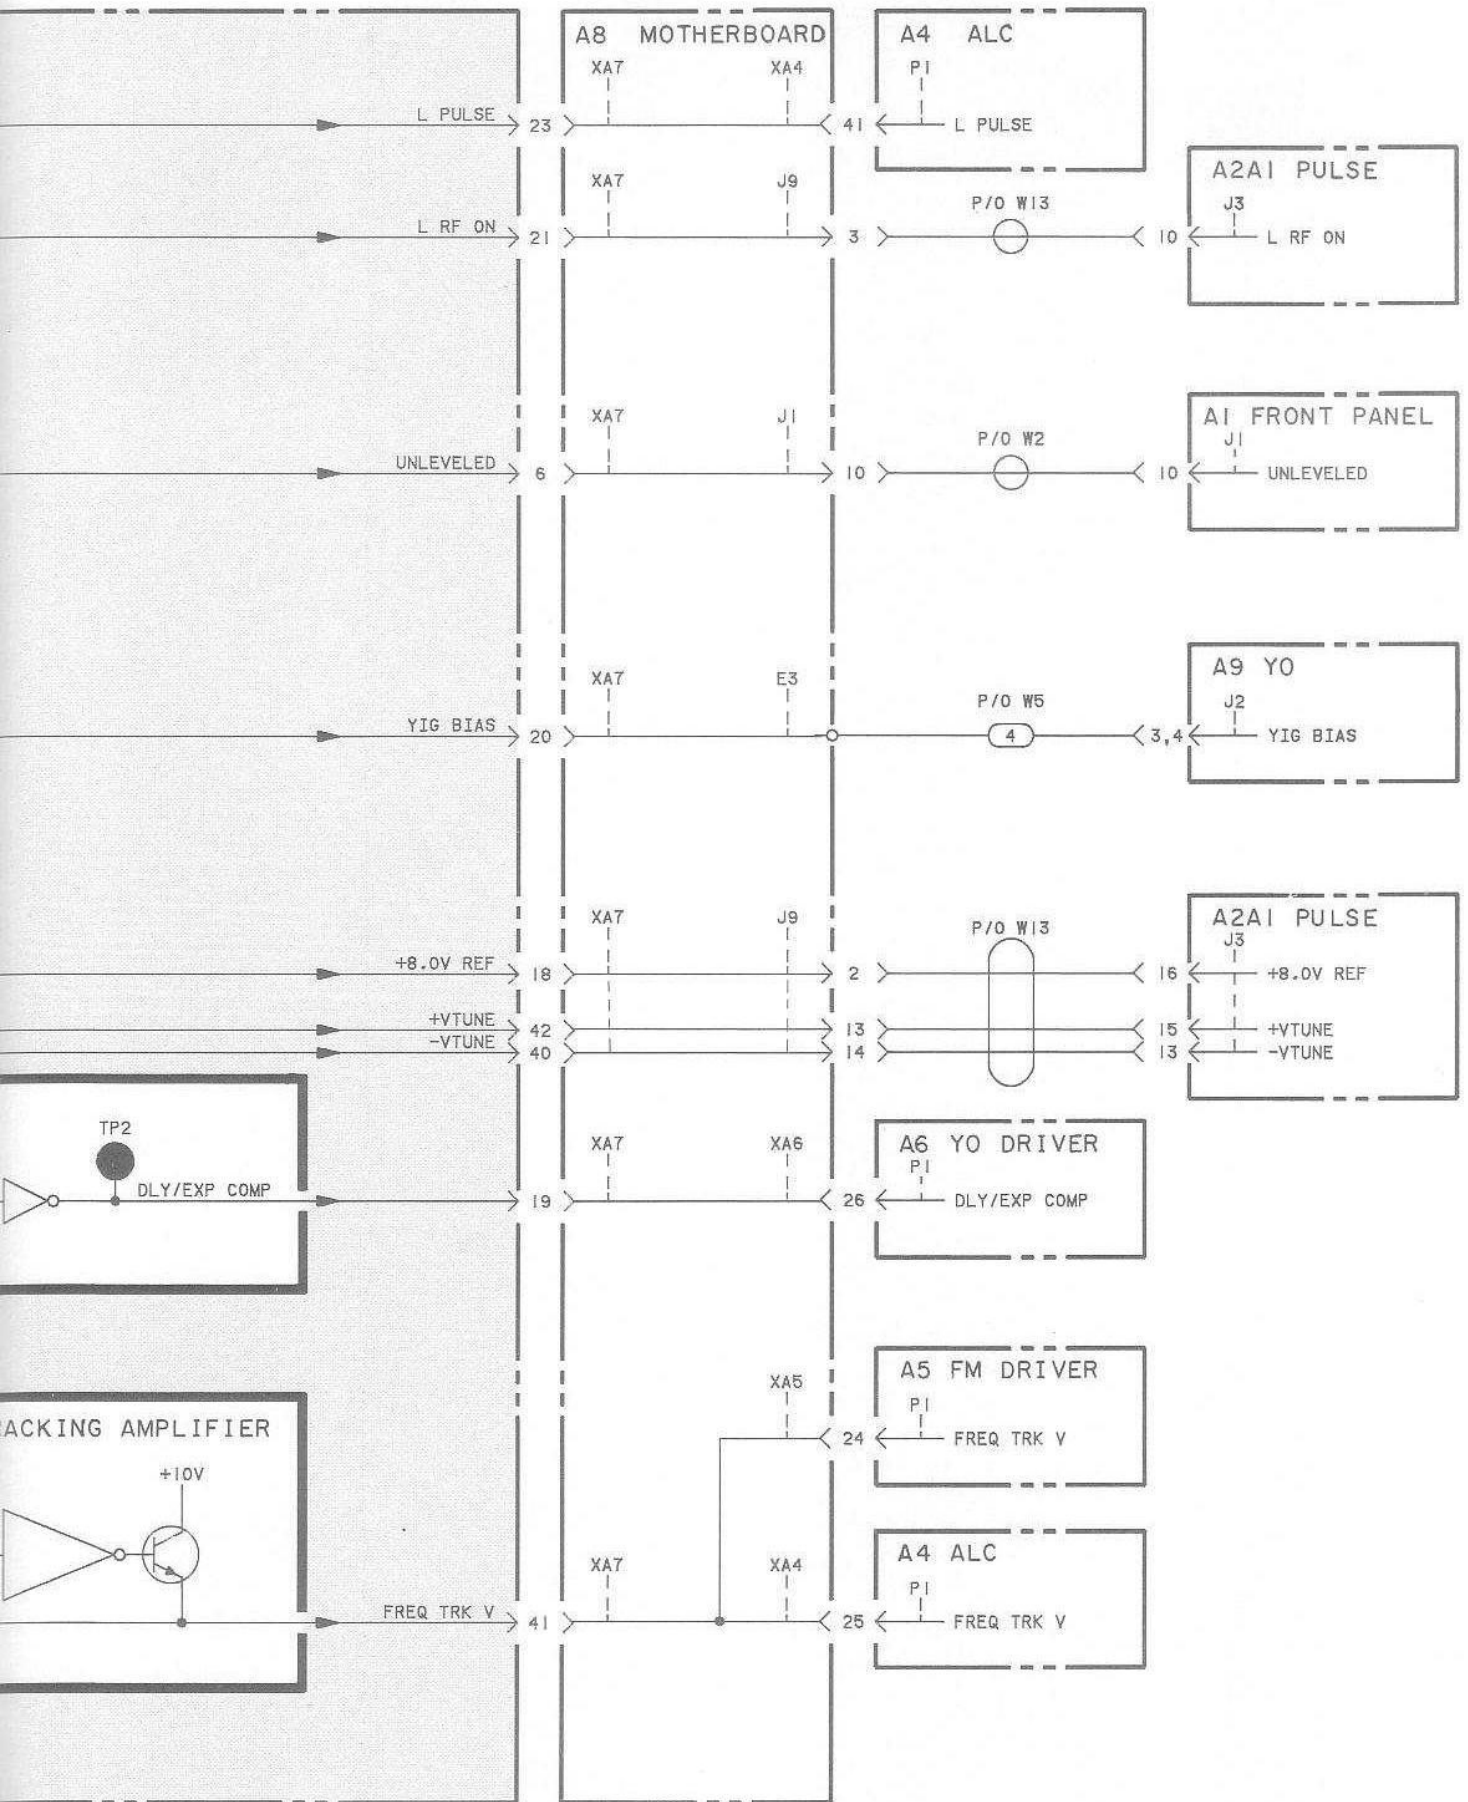 A8 MOTHERBOARD
A4 ALC
XA7 XA4 P1
L PULSE 23 41 L PULSE
A2A1 PULSE
XA7 J9 P/O W13 J3
L RF ON 21 3 10 L RF ON
A1 FRONT PANEL
XA7 J1 P/O W2 J1
UNLEVELED 6 10 10 UNLEVELED
A9 YO
XA7 E3 P/O W5 J2
YIG BIAS 20 4 3,4 YIG BIAS
A2A1 PULSE
XA7 J9 P/O W13 J3
+8.0V REF 18 2 16 +8.0V REF
+VTUNE 42 13 15 +VTUNE
-VTUNE 40 14 13 -VTUNE
TP2
A6 YO DRIVER
XA7 XA6 P1
DLY/EXP COMP 19 26 DLY/EXP COMP
A5 FM DRIVER
XA5 P1
24 FREQ TRK V
ACKING AMPLIFIER
+10V
A4 ALC
XA7 XA4 P1
FREQ TRK V 41 25 FREQ TRK V